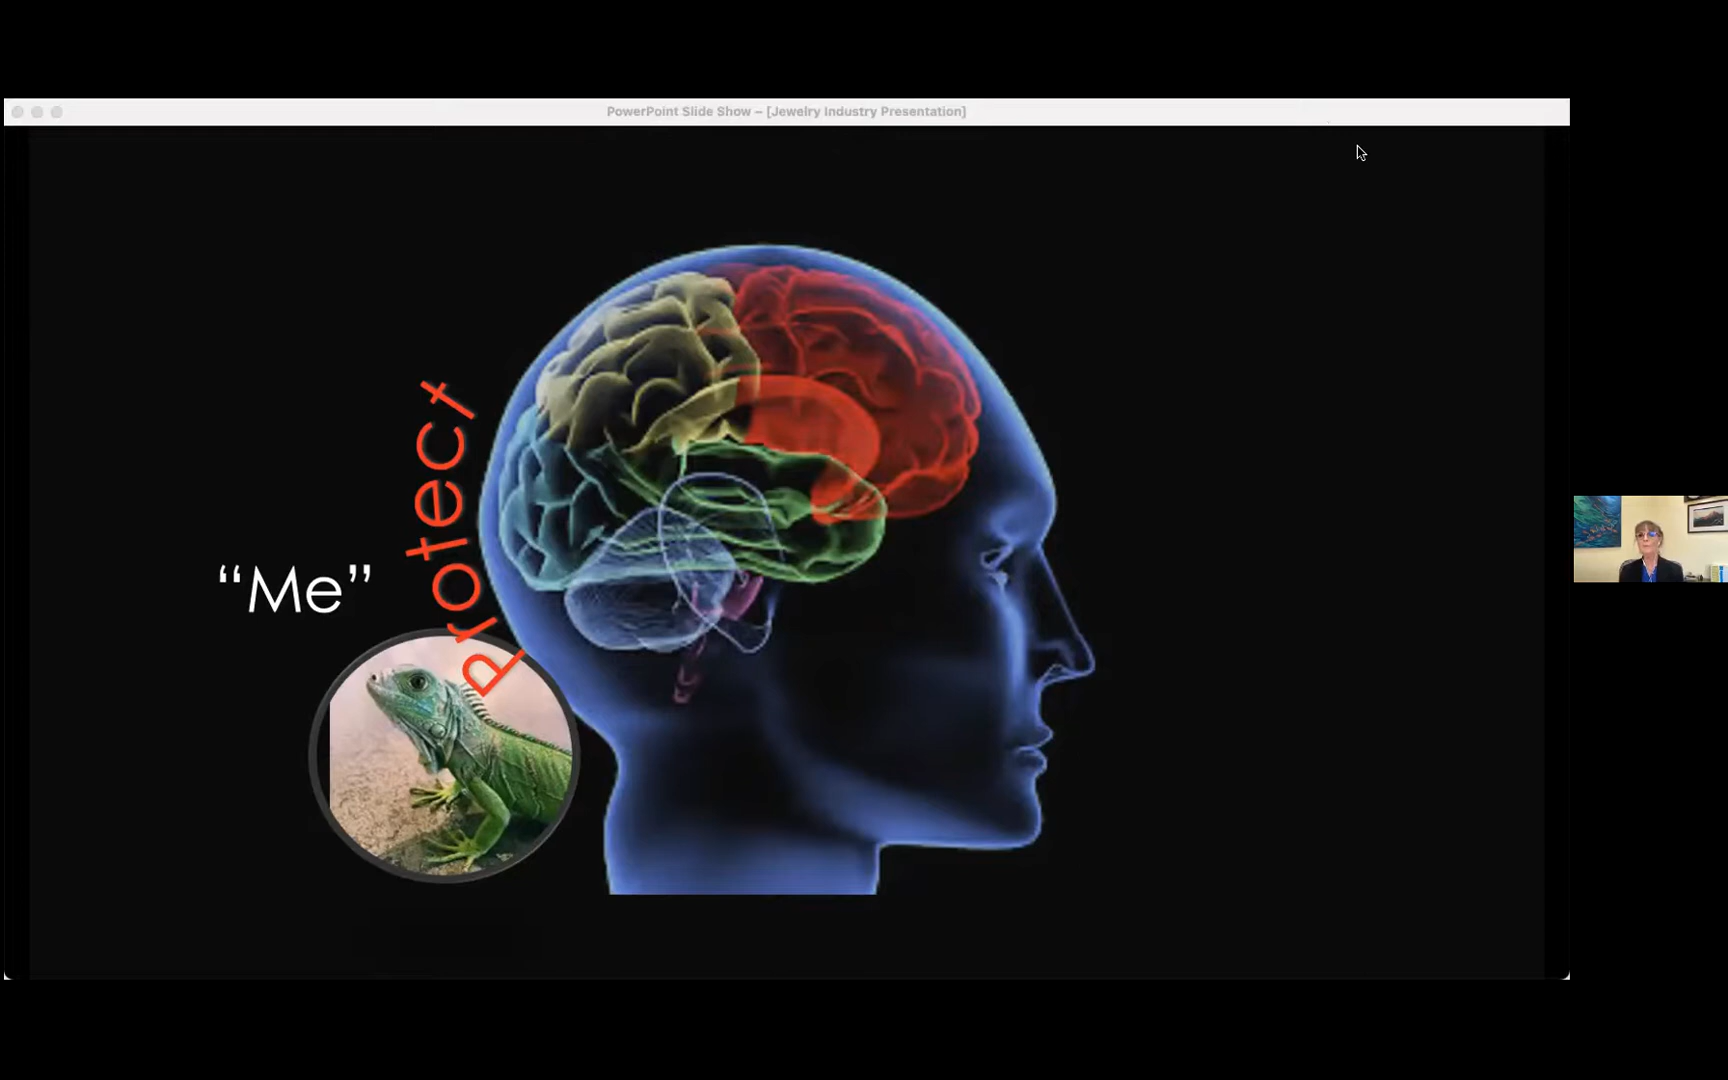 PowerPoint Slide Show – [Jewelry Industry Presentation]
Protect
“Me”